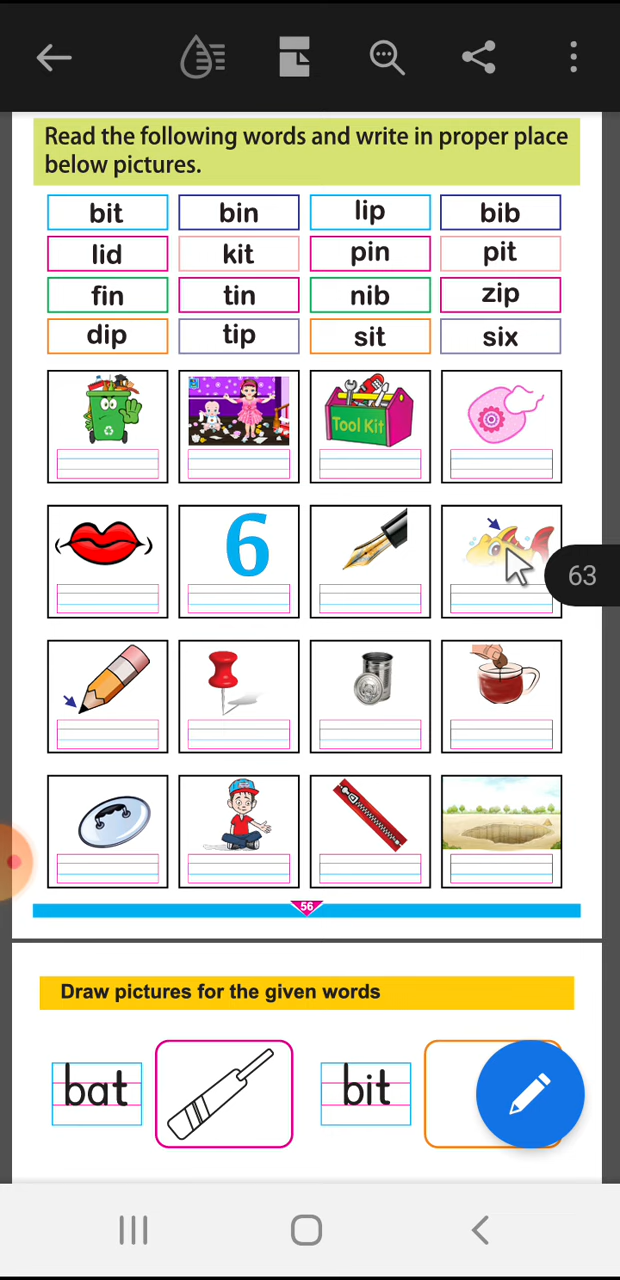 Read the following words and write in proper place
below pictures.
bit bin lip bib
lid kit pin pit
fin tin nib zip
dip tip sit six
Tool Kit
6
63
56
Draw pictures for the given words
bat bit